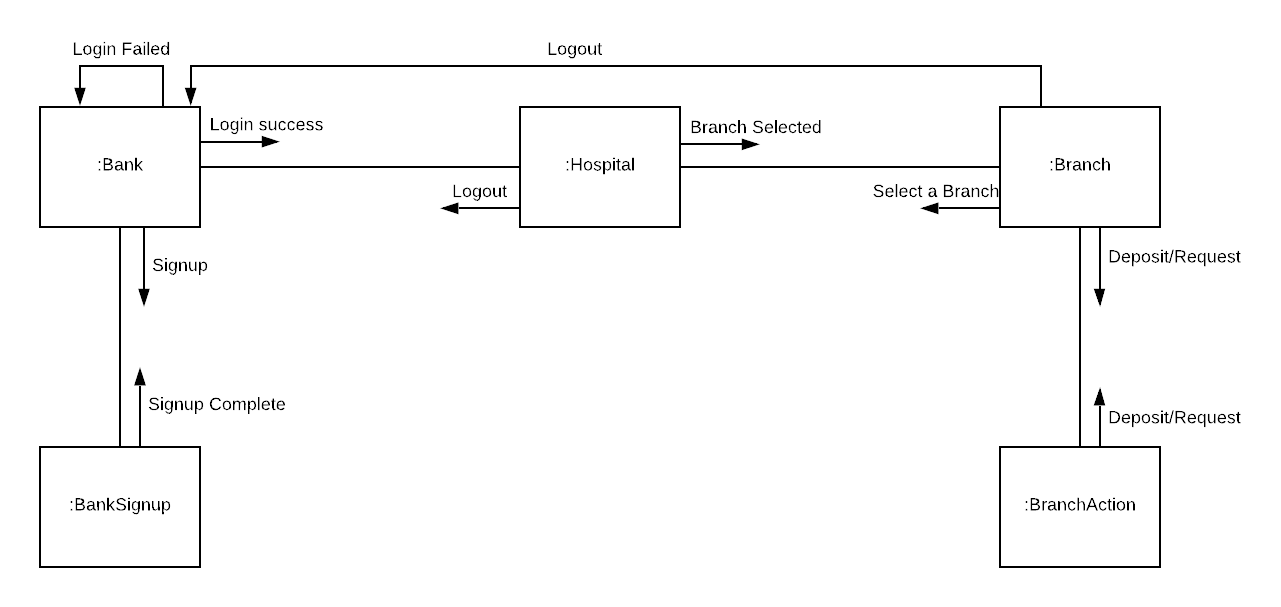 Login Failed
Logout
Login success
Branch Selected
:Bank
:Hospital
:Branch
Logout
Select a Branch
Signup
Deposit/Request
Signup Complete
Deposit/Request
:BankSignup
:BranchAction